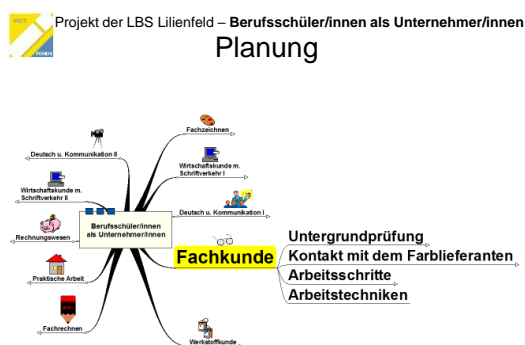 Projekt der LBS Lilienfeld – Berufsschüler/innen als Unternehmer/innen
Planung
Fachzeichnen
Deutsch u. Kommunikation II
Wirtschaftskunde m.
Schriftverkehr I
Wirtschaftskunde m.
Schriftverkehr II
Deutsch u. Kommunikation I
Berufsschüler/innen
als Unternehmer/innen
Rechnungswesen
Fachkunde
Untergrundprüfung
Kontakt mit dem Farblieferanten
Arbeitsschritte
Arbeitstechniken
Praktische Arbeit
Fachrechnen
Werkstoffkunde